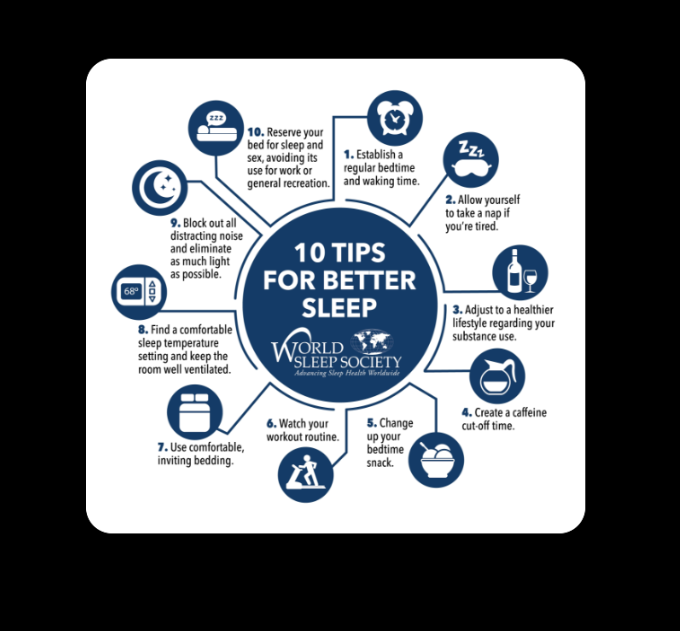 10 TIPS
FOR BETTER
SLEEP
WORLD
SLEEP SOCIETY
Advancing Sleep Health Worldwide
1. Establish a
regular bedtime
and waking time.
ZZZ
2. Allow yourself
to take a nap if
you're tired.
3. Adjust to a healthier
lifestyle regarding your
substance use.
4. Create a caffeine
cut-off time.
5. Change
up your
bedtime
snack.
6. Watch your
workout routine.
7. Use comfortable,
inviting bedding.
68°
8. Find a comfortable
sleep temperature
setting and keep the
room well ventilated.
9. Block out all
distracting noise
and eliminate
as much light
as possible.
zzz
10. Reserve your
bed for sleep and
sex, avoiding its
use for work or
general recreation.